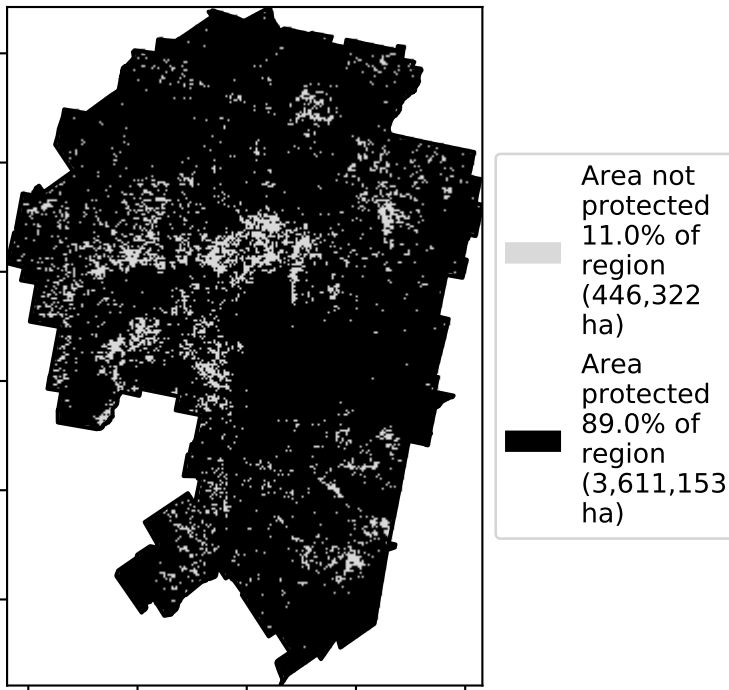 Area not
protected
11.0% of
region
(446,322
ha)
Area
protected
89.0% of
region
(3,611,153
ha)